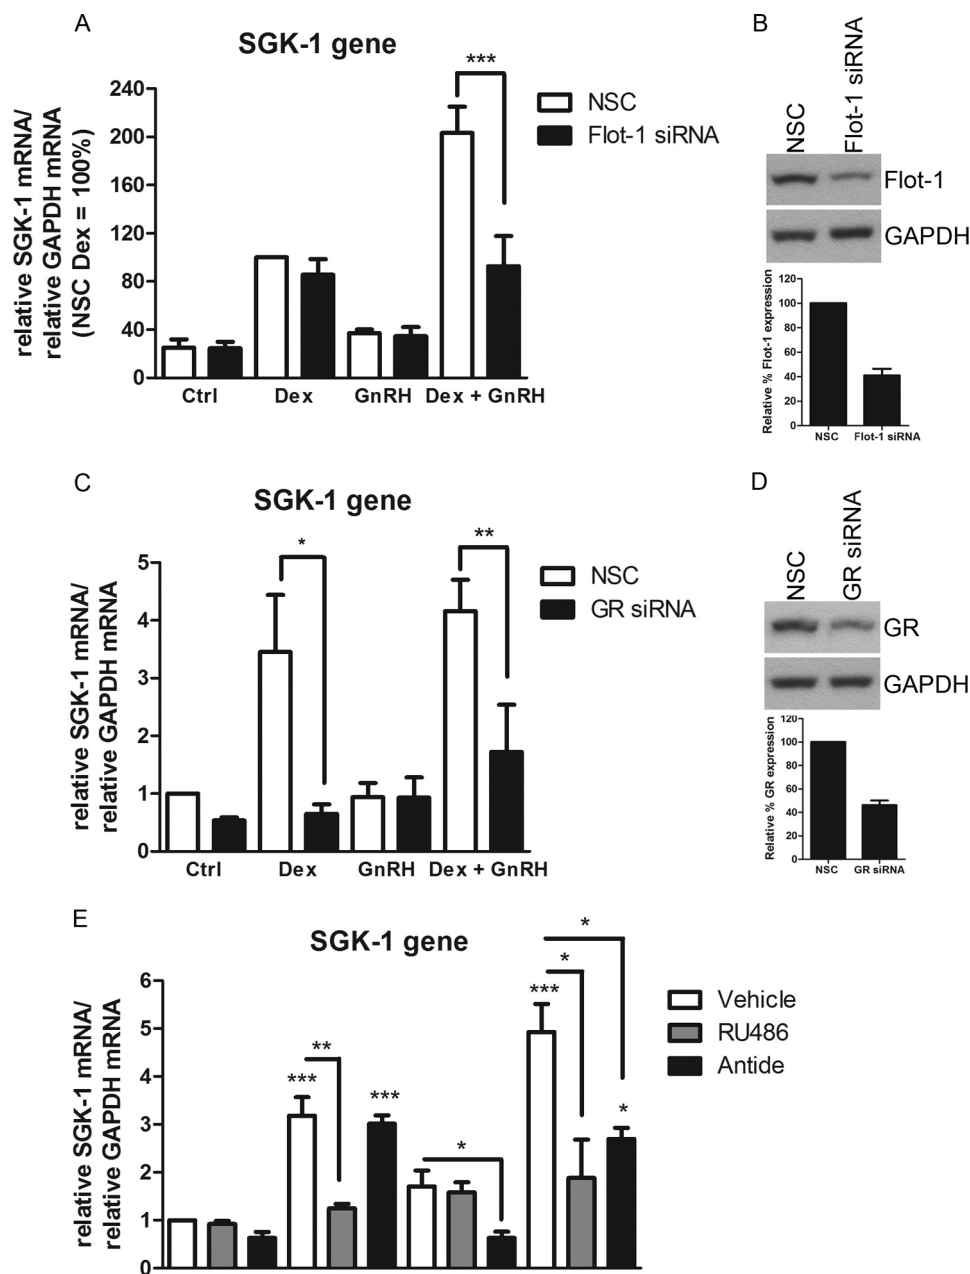 A
SGK-1 gene
relative SGK-1 mRNA/
relative GAPDH mRNA
(NSC Dex = 100%)
240
200
160
120
80
40
0
***
NSC
Flot-1 siRNA
Ctrl
Dex
GnRH
Dex + GnRH
B
NSC
Flot-1 siRNA
Flot-1
GAPDH
Relative % Flot-1 expression
120
100
80
60
40
20
0
NSC
Flot-1 siRNA
C
SGK-1 gene
relative SGK-1 mRNA/
relative GAPDH mRNA
5
4
3
2
1
0
*
**
NSC
GR siRNA
Ctrl
Dex
GnRH
Dex + GnRH
D
NSC
GR siRNA
GR
GAPDH
Relative % GR expression
120
100
80
60
40
20
0
NSC
GR siRNA
E
SGK-1 gene
relative SGK-1 mRNA/
relative GAPDH mRNA
6
5
4
3
2
1
0
***
**
***
*
***
*
*
*
Vehicle
RU486
Antide